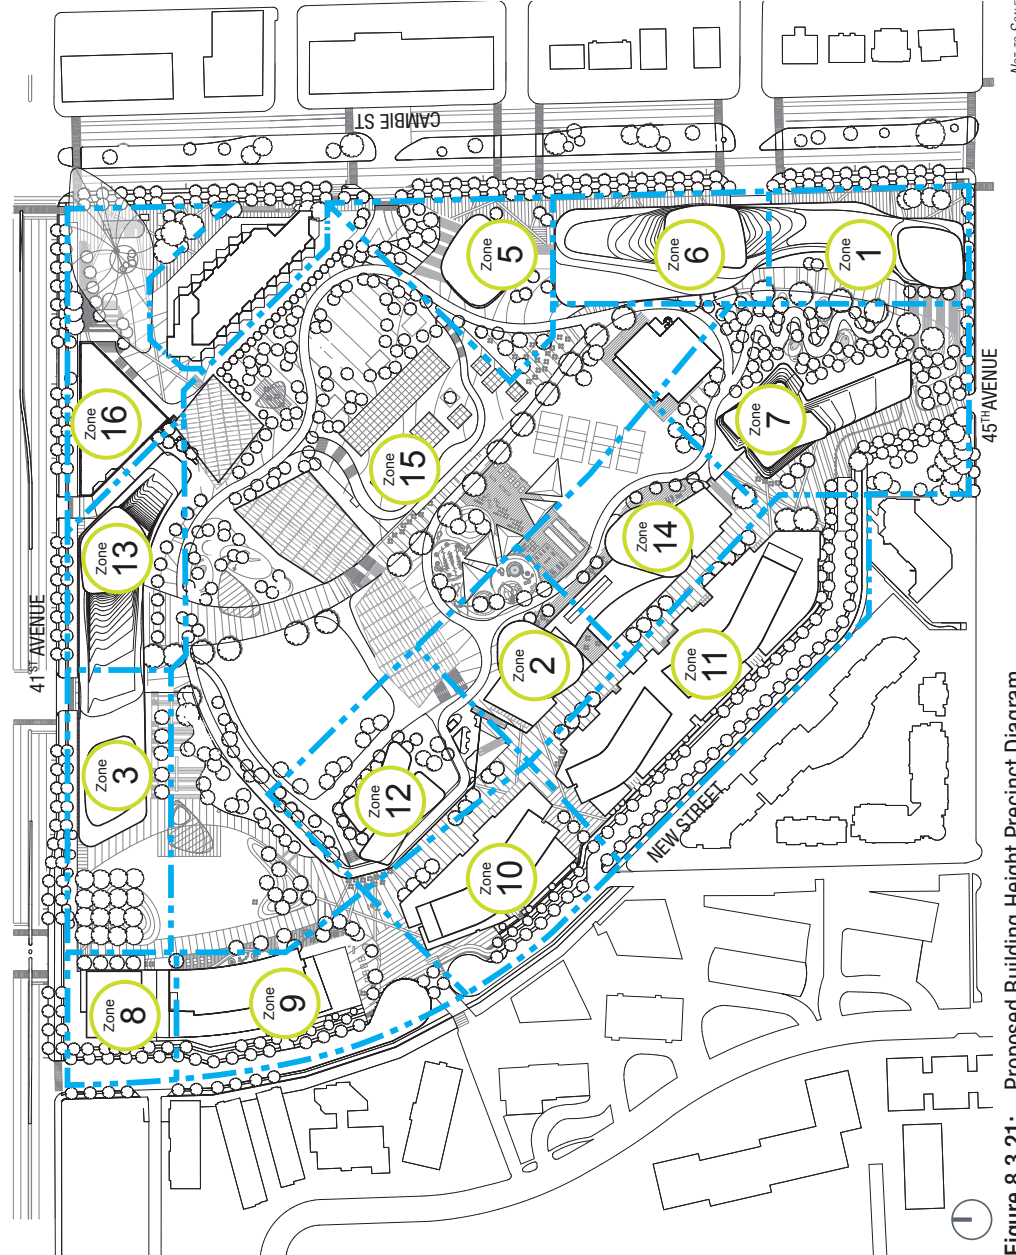 CAMBIE ST
Zone
5
Zone
6
Zone
1
Zone
16
Zone
15
Zone
7
45TH AVENUE
Zone
13
Zone
14
41ST AVENUE
Zone
2
Zone
11
Zone
3
Zone
12
NEW STREET
Zone
10
Zone
8
Zone
9
Figure 8.3.21: Proposed Building Height Precinct Diagram